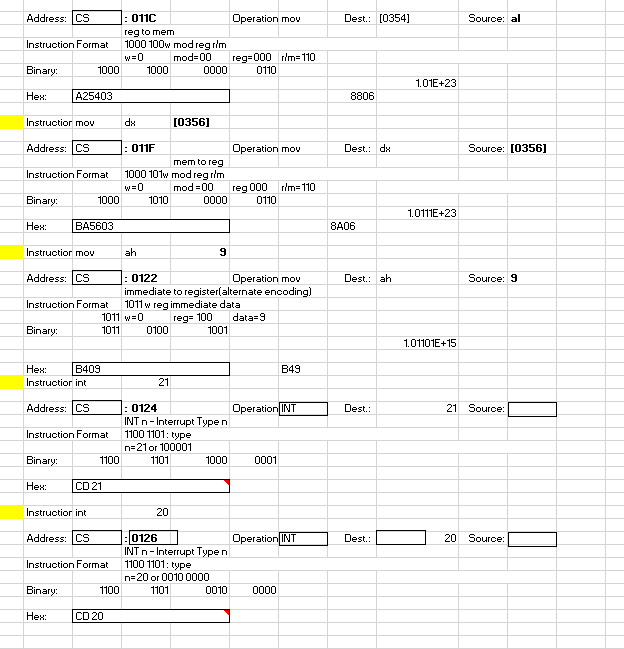 Address: CS : 011C Operation mov Dest.: [0354] Source: al
reg to mem
Instruction Format 1000 100w mod reg r/m
w=0 mod=00 reg=000 r/m=110
Binary: 1000 1000 0000 0110
1.01E+23
Hex: A25403 8806
Instruction mov dx [0356]
Address: CS : 011F Operation mov Dest.: dx Source: [0356]
mem to reg
Instruction Format 1000 101w mod reg r/m
w=0 mod =00 reg 000 r/m=110
Binary: 1000 1010 0000 0110
1.0111E+23
Hex: BA5603 8A06
Instruction mov ah 9
Address: CS : 0122 Operation mov Dest.: ah Source: 9
immediate to register(alternate encoding)
Instruction Format 1011 w reg immediate data
1011 w=0 reg= 100 data=9
Binary: 1011 0100 1001
1.01101E+15
Hex: B409 B49
Instruction int 21
Address: CS : 0124 Operation INT Dest.: 21 Source:
INT n - Interrupt Type n
Instruction Format 1100 1101 : type
n=21 or 100001
Binary: 1100 1101 1000 0001
Hex: CD 21
Instruction int 20
Address: CS : 0126 Operation INT Dest.: 20 Source:
INT n - Interrupt Type n
Instruction Format 1100 1101 : type
n=20 or 0010 0000
Binary: 1100 1101 0010 0000
Hex: CD 20